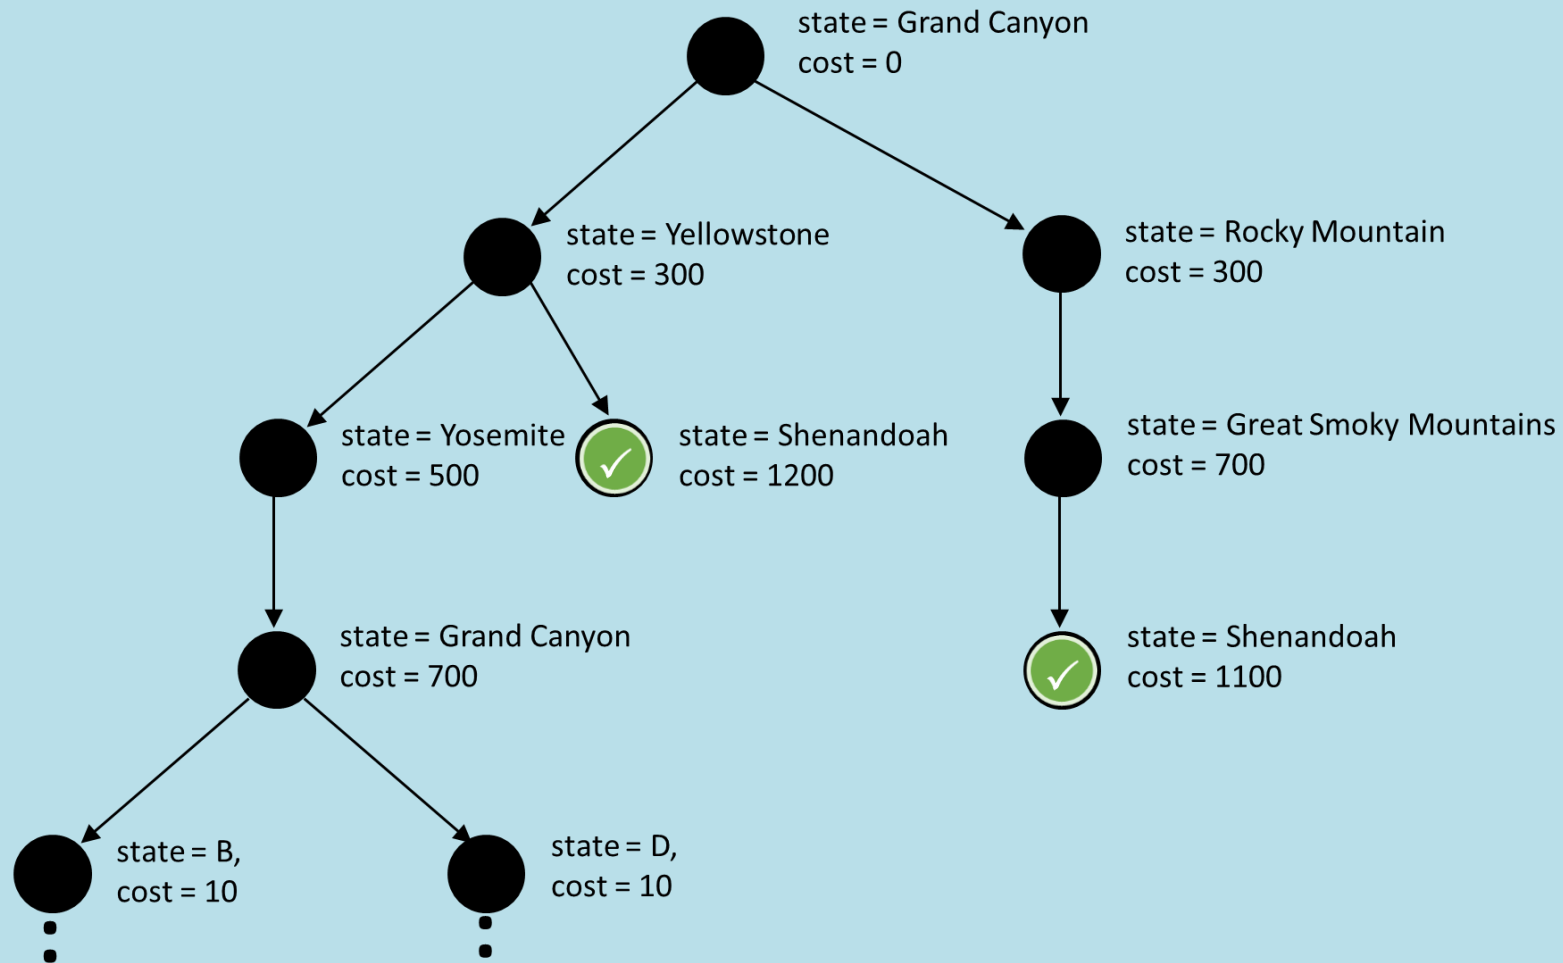 state = Grand Canyon
cost = 0
state = Yellowstone
cost = 300
state = Rocky Mountain
cost = 300
state = Yosemite
cost = 500
state = Shenandoah
cost = 1200
state = Great Smoky Mountains
cost = 700
state = Grand Canyon
cost = 700
state = Shenandoah
cost = 1100
state = B,
cost = 10
state = D,
cost = 10